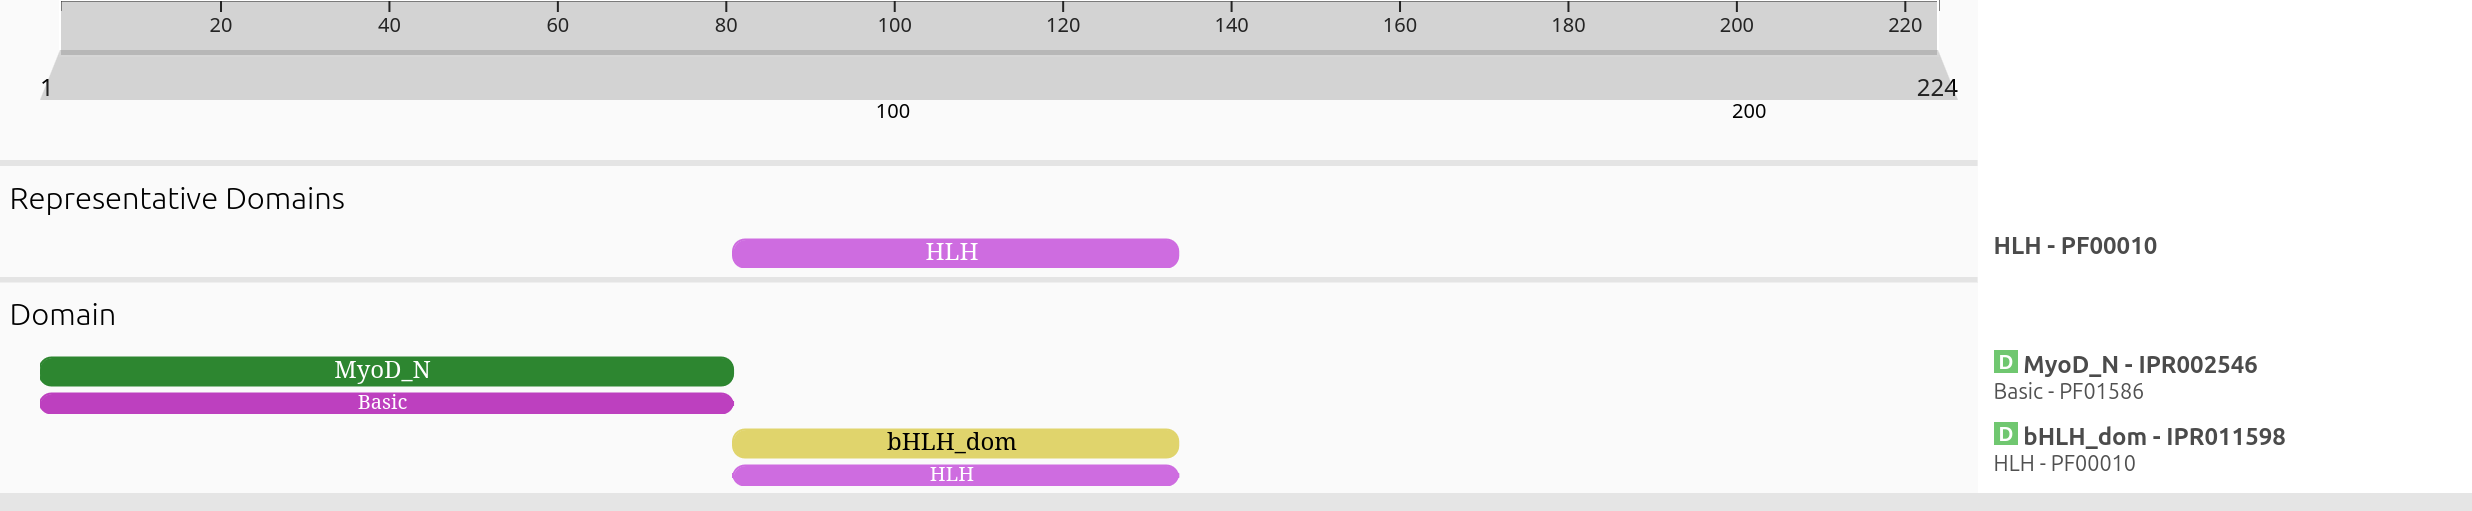 20 40 60 80 100 120 140 160 180 200 220
1 224
100 200
Representative Domains
HLH HLH - PF00010
Domain
MyoD_N D MyoD_N - IPR002546
Basic Basic - PF01586
bHLH_dom D bHLH_dom - IPR011598
HLH HLH - PF00010